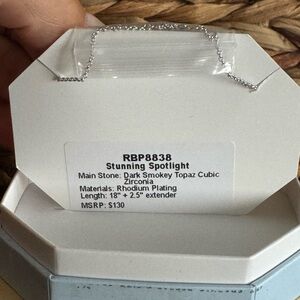 RBP8838
Stunning Spotlight
Main Stone: Dark Smokey Topaz Cubic
Zirconia
Materials: Rhodium Plating
Length: 18" + 2.5" extender
MSRP: $130